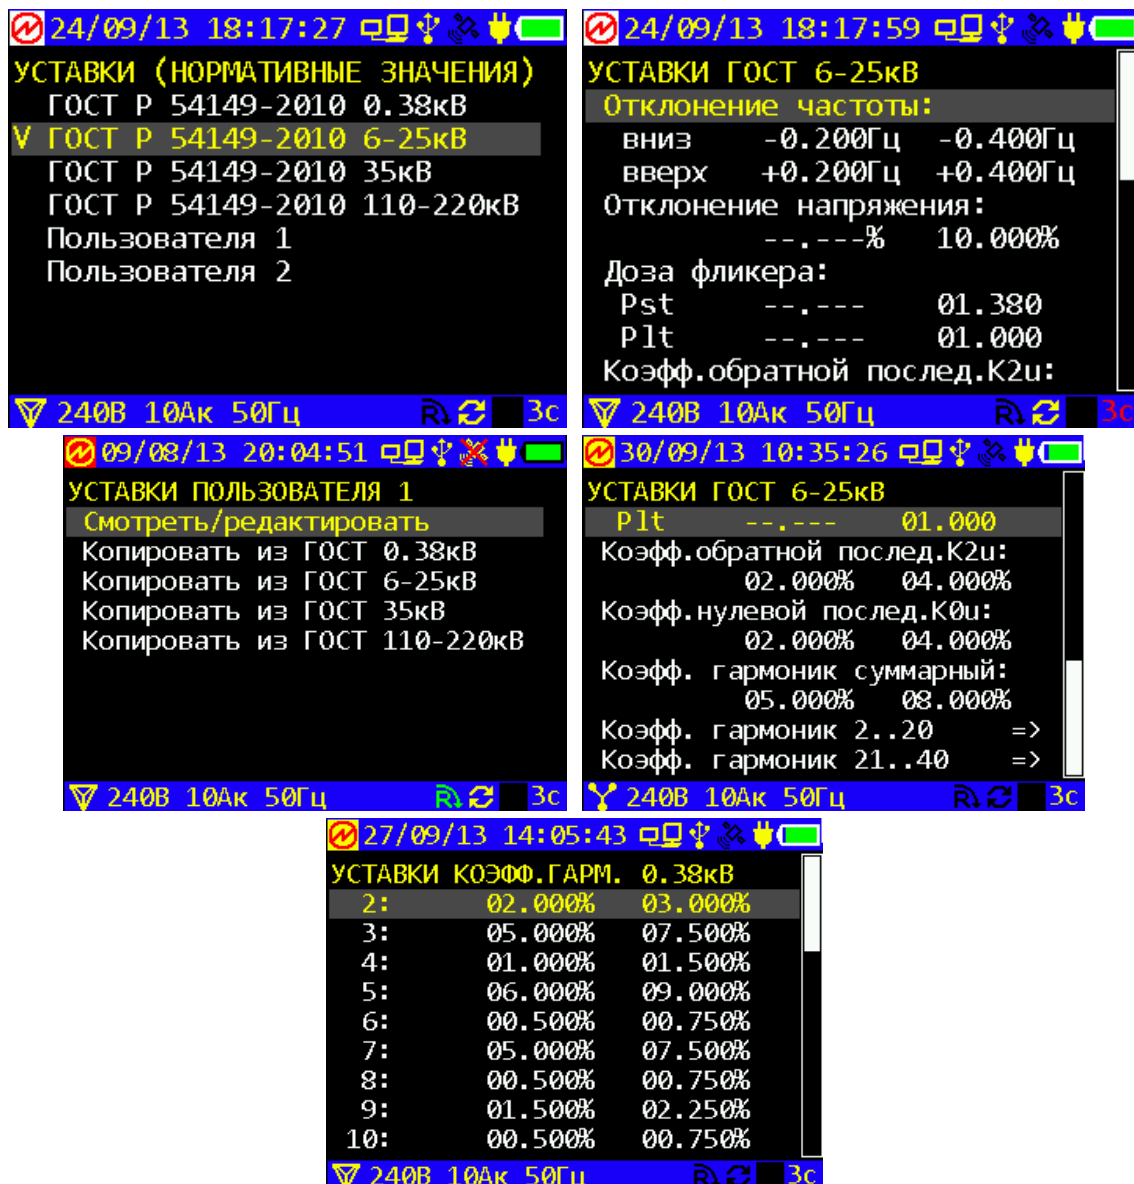 24/09/13 18:17:27
УСТАВКИ (НОРМАТИВНЫЕ ЗНАЧЕНИЯ)
ГОСТ Р 54149-2010 0.38кВ
V ГОСТ Р 54149-2010 6-25кВ
ГОСТ Р 54149-2010 35кВ
ГОСТ Р 54149-2010 110-220кВ
Пользователя 1
Пользователя 2
240В 10Ак 50Гц R 3с
24/09/13 18:17:59
УСТАВКИ ГОСТ 6-25кВ
Отклонение частоты:
вниз -0.200Гц -0.400Гц
вверх +0.200Гц +0.400Гц
Отклонение напряжения:
--.---% 10.000%
Доза фликера:
Pst --.--- 01.380
Plt --.--- 01.000
Коэфф.обратной послед.K2u:
240В 10Ак 50Гц R 3с
09/08/13 20:04:51
УСТАВКИ ПОЛЬЗОВАТЕЛЯ 1
Смотреть/редактировать
Копировать из ГОСТ 0.38кВ
Копировать из ГОСТ 6-25кВ
Копировать из ГОСТ 35кВ
Копировать из ГОСТ 110-220кВ
240В 10Ак 50Гц R 3с
30/09/13 10:35:26
УСТАВКИ ГОСТ 6-25кВ
Plt --.--- 01.000
Коэфф.обратной послед.K2u:
02.000% 04.000%
Коэфф.нулевой послед.K0u:
02.000% 04.000%
Коэфф. гармоник суммарный:
05.000% 08.000%
Коэфф. гармоник 2..20 =>
Коэфф. гармоник 21..40 =>
240В 10Ак 50Гц R 3с
27/09/13 14:05:43
УСТАВКИ КОЭФФ.ГАРМ. 0.38кВ
2: 02.000% 03.000%
3: 05.000% 07.500%
4: 01.000% 01.500%
5: 06.000% 09.000%
6: 00.500% 00.750%
7: 05.000% 07.500%
8: 00.500% 00.750%
9: 01.500% 02.250%
10: 00.500% 00.750%
240В 10Ак 50Гц R 3с